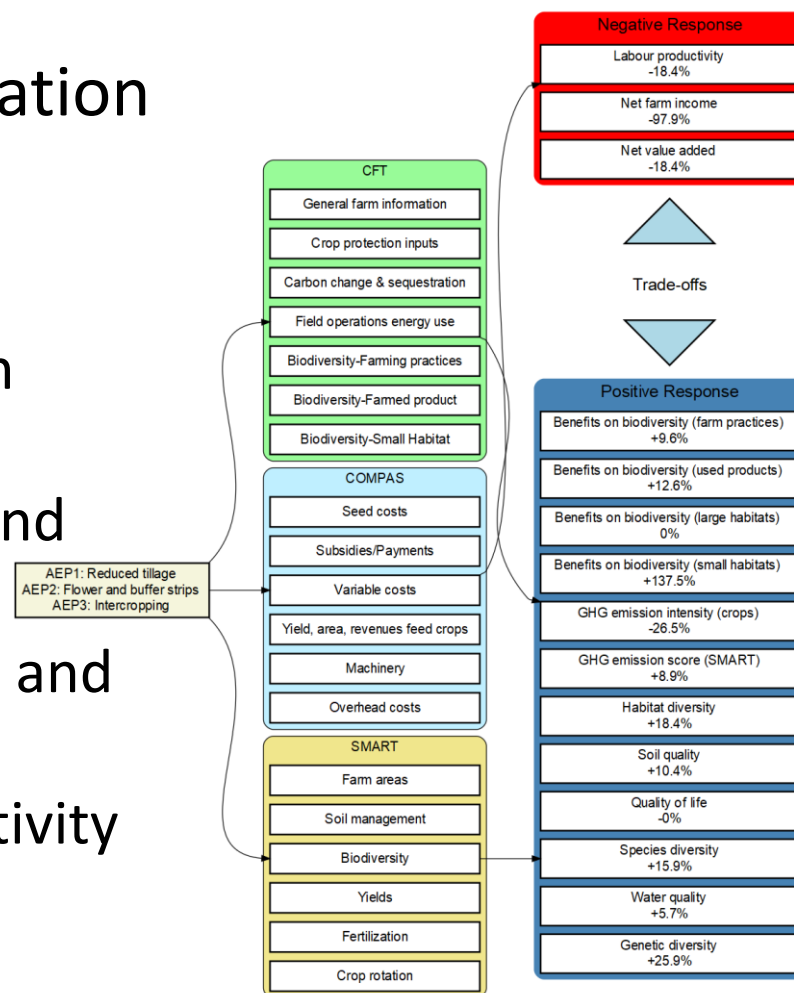 ation
n
nd
and
tivity
AEP1: Reduced tillage
AEP2: Flower and buffer strips
AEP3: Intercropping
CFT
General farm information
Crop protection inputs
Carbon change & sequestration
Field operations energy use
Biodiversity-Farming practices
Biodiversity-Farmed product
Biodiversity-Small Habitat
COMPAS
Seed costs
Subsidies/Payments
Variable costs
Yield, area, revenues feed crops
Machinery
Overhead costs
SMART
Farm areas
Soil management
Biodiversity
Yields
Fertilization
Crop rotation
Negative Response
Labour productivity
-18.4%
Net farm income
-97.9%
Net value added
-18.4%
Trade-offs
Positive Response
Benefits on biodiversity (farm practices)
+9.6%
Benefits on biodiversity (used products)
+12.6%
Benefits on biodiversity (large habitats)
0%
Benefits on biodiversity (small habitats)
+137.5%
GHG emission intensity (crops)
-26.5%
GHG emission score (SMART)
+8.9%
Habitat diversity
+18.4%
Soil quality
+10.4%
Quality of life
-0%
Species diversity
+15.9%
Water quality
+5.7%
Genetic diversity
+25.9%